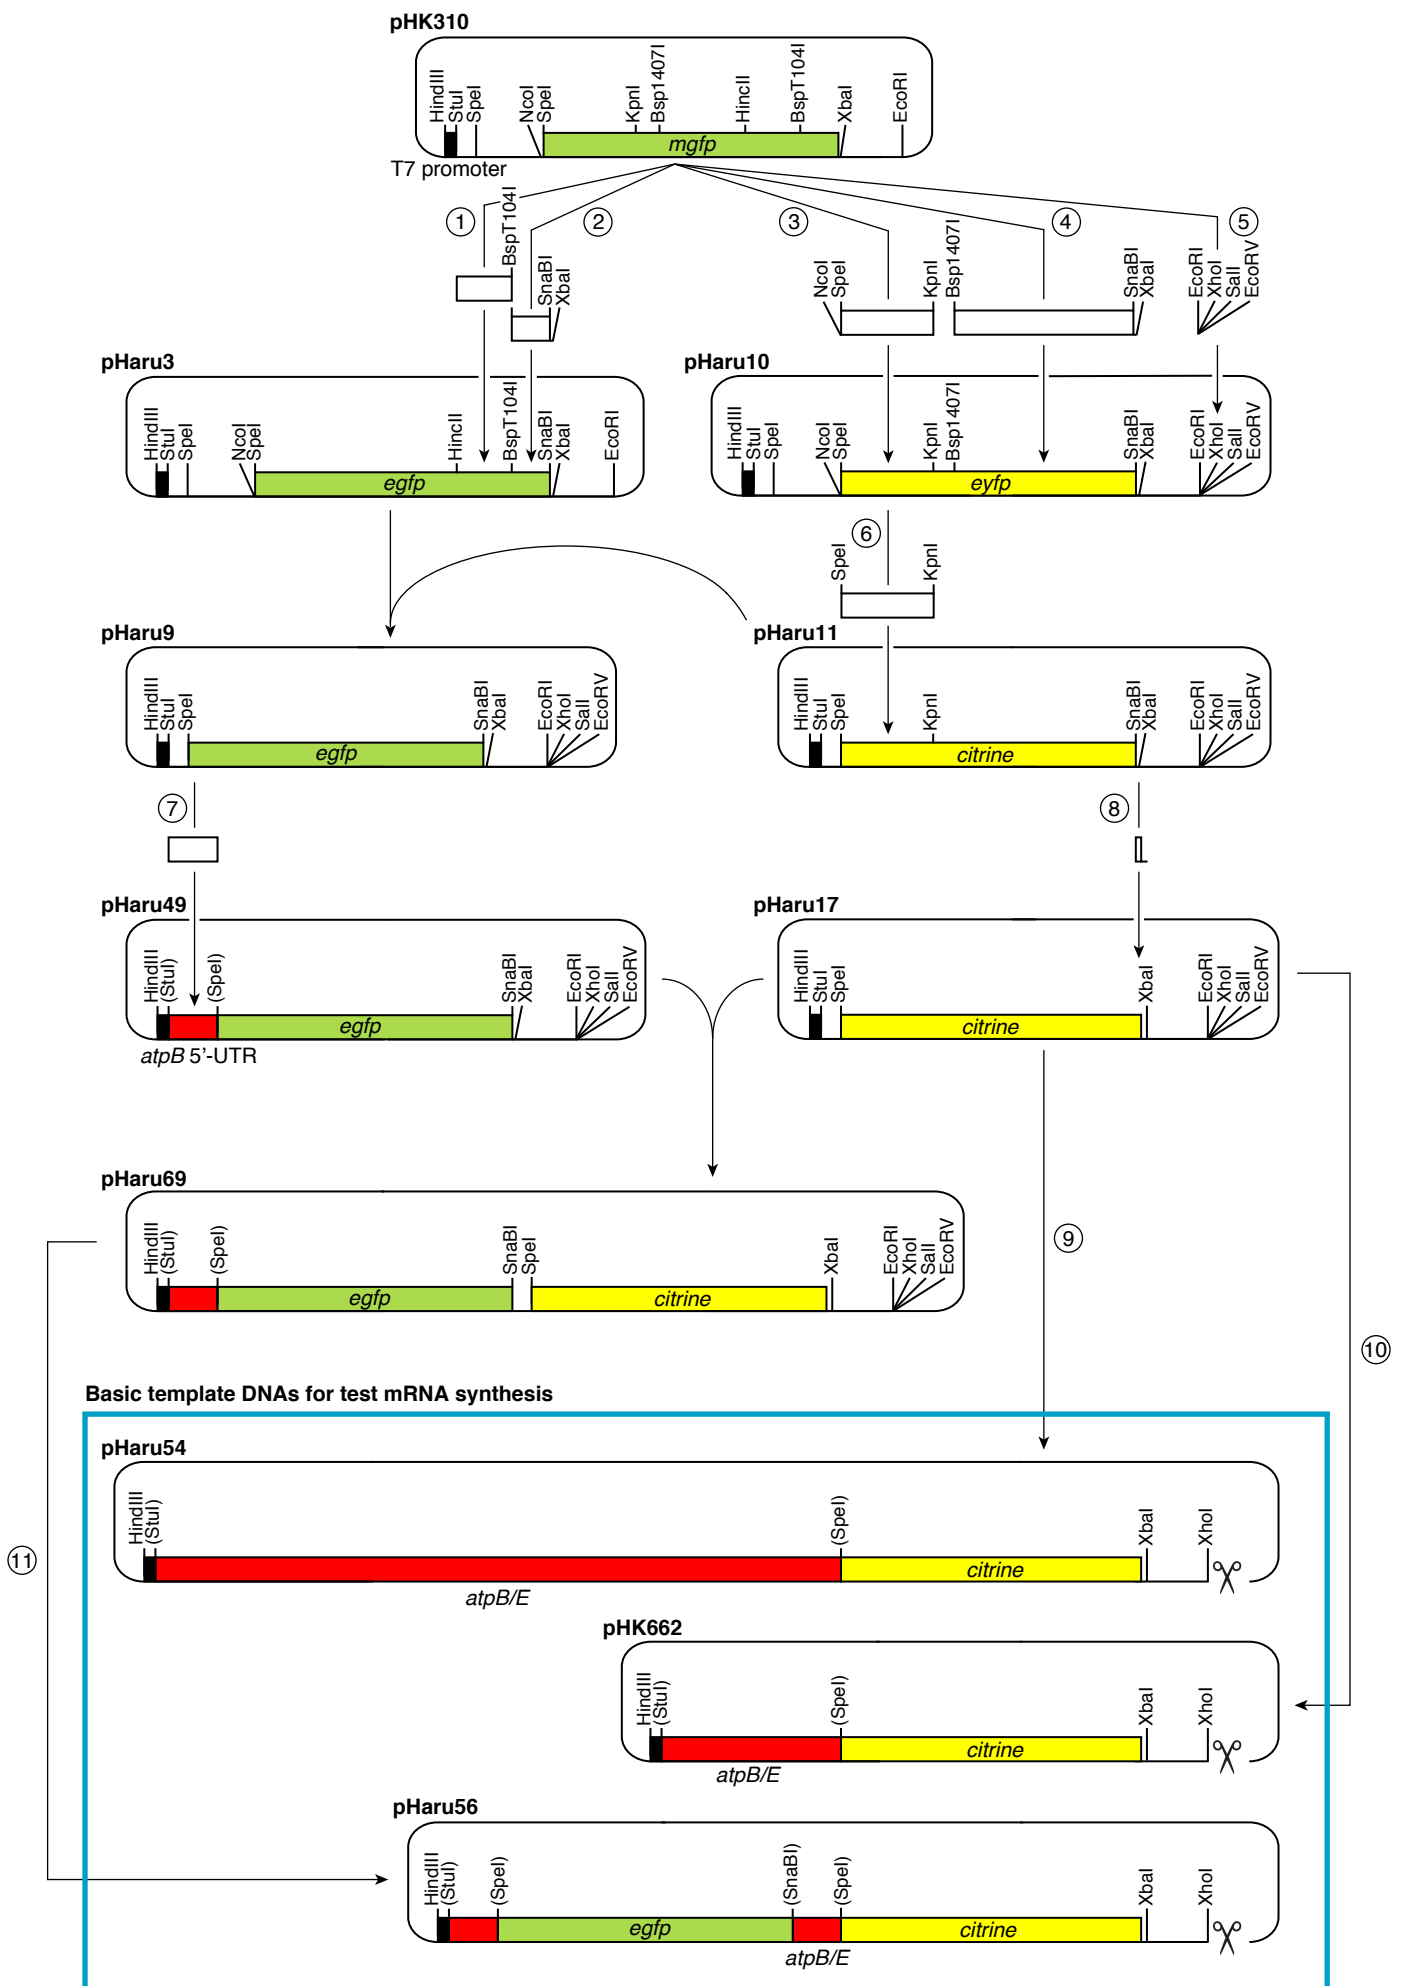 pHK310
HindIII StuI SpeI NcoI SpeI KpnI Bsp1407I HincII BspT104I XbaI EcoRI
mgfp
T7 promoter
① ② ③ ④ ⑤
BspT104I SnaBI XbaI NcoI SpeI KpnI Bsp1407I SnaBI XbaI EcoRI XhoI SalI EcoRV
pHaru3
HindIII StuI SpeI NcoI SpeI HincII BspT104I SnaBI XbaI EcoRI
egfp
pHaru10
HindIII StuI SpeI NcoI SpeI KpnI Bsp1407I SnaBI XbaI EcoRI XhoI SalI EcoRV
eyfp
⑥
SpeI KpnI
pHaru9
HindIII StuI SpeI SnaBI XbaI EcoRI XhoI SalI EcoRV
egfp
pHaru11
HindIII StuI SpeI KpnI SnaBI XbaI EcoRI XhoI SalI EcoRV
citrine
⑦ ⑧
pHaru49
HindIII (StuI) (SpeI) SnaBI XbaI EcoRI XhoI SalI EcoRV
egfp
atpB 5’-UTR
pHaru17
HindIII StuI SpeI XbaI EcoRI XhoI SalI EcoRV
citrine
pHaru69
HindIII (StuI) (SpeI) SnaBI SpeI XbaI EcoRI XhoI SalI EcoRV
egfp citrine
⑨
⑩
Basic template DNAs for test mRNA synthesis
pHaru54
HindIII (StuI) (SpeI) XbaI XhoI
citrine
atpB/E
⑪
pHK662
HindIII (StuI) (SpeI) XbaI XhoI
citrine
atpB/E
pHaru56
HindIII (StuI) (SpeI) (SnaBI) (SpeI) XbaI XhoI
egfp citrine
atpB/E